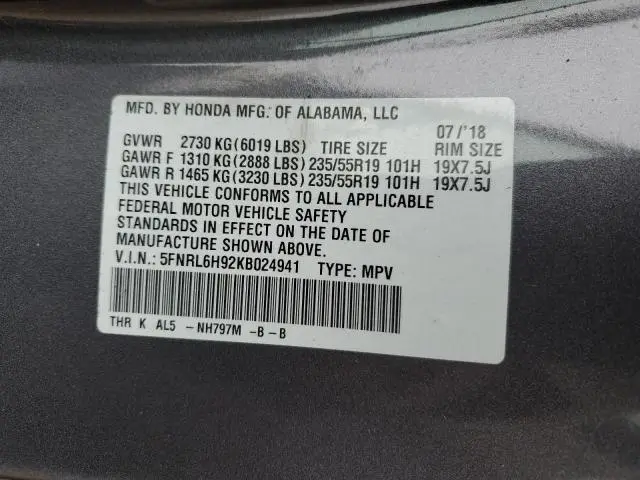 MFD. BY HONDA MFG. OF ALABAMA, LLC
07 /'18
GVWR 2730 KG (6019 LBS) TIRE SIZE RIM SIZE
GAWR F 1310 KG (2888 LBS) 235/55R19 101H 19X7.5J
GAWR R 1465 KG (3230 LBS) 235/55R19 101H 19X7.5J
THIS VEHICLE CONFORMS TO ALL APPLICABLE
FEDERAL MOTOR VEHICLE SAFETY
STANDARDS IN EFFECT ON THE DATE OF
MANUFACTURE SHOWN ABOVE.
V.I.N.: 5FNRL6H92KB024941 TYPE: MPV
THR K AL5 -NH797M -B-B